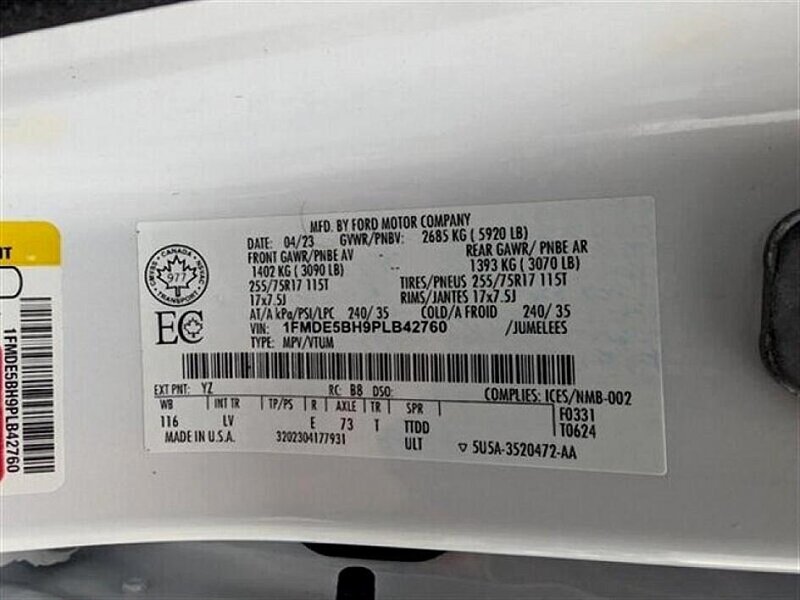 MFD. BY FORD MOTOR COMPANY
DATE: 04/23 GVWR/PNBV: 2685 KG ( 5920 LB)
FRONT GAWR/PNBE AV REAR GAWR/ PNBE AR
1402 KG ( 3090 LB) 1393 KG ( 3070 LB)
255/75R17 115T TIRES/PNEUS 255/75R17 115T
17x7.5J RIMS/JANTES 17x7.5J
AT/A kPa/PSI/LPC 240/ 35 COLD/A FROID 240/ 35
VIN: 1FMDE5BH9PLB42760 /JUMELEES
TYPE: MPV/VTUM
CANADA
977
TRANSPORT
EC
EXT PNT: YZ RC: B8 DSO: COMPLIES: ICES/NMB-002
WB INT TR TP/PS R AXLE TR SPR F0331
116 LV E 73 T TTDD T0624
MADE IN U.S.A. 3202304177931 ULT 5U5A-3520472-AA
NT
1FMDE5BH9PLB42760